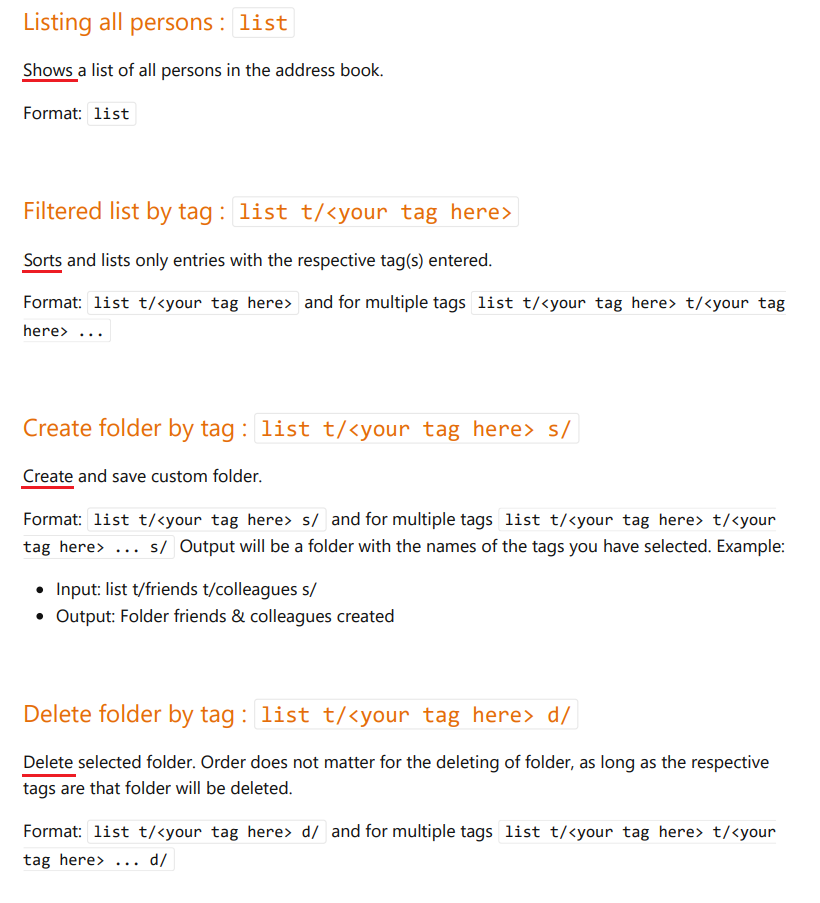 Listing all persons : list
Shows a list of all persons in the address book.
Format: list
Filtered list by tag : list t/<your tag here>
Sorts and lists only entries with the respective tag(s) entered.
Format: list t/<your tag here> and for multiple tags list t/<your tag here> t/<your tag
here> ...
Create folder by tag : list t/<your tag here> s/
Create and save custom folder.
Format: list t/<your tag here> s/ and for multiple tags list t/<your tag here> t/<your
tag here> ... s/ Output will be a folder with the names of the tags you have selected. Example:
• Input: list t/friends t/colleagues s/
• Output: Folder friends & colleagues created
Delete folder by tag : list t/<your tag here> d/
Delete selected folder. Order does not matter for the deleting of folder, as long as the respective
tags are that folder will be deleted.
Format: list t/<your tag here> d/ and for multiple tags list t/<your tag here> t/<your
tag here> ... d/